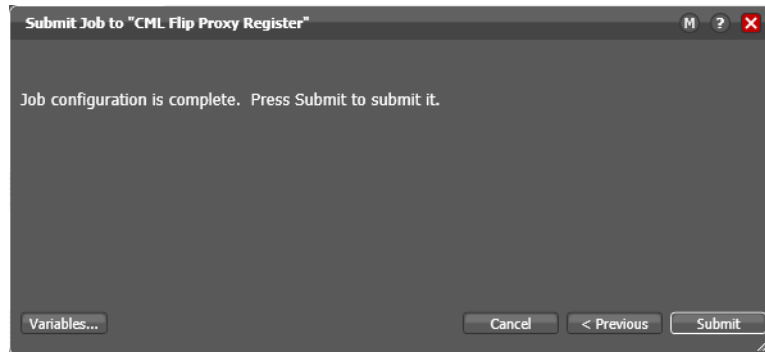 Submit Job to "CML Flip Proxy Register"
M ?
Job configuration is complete. Press Submit to submit it.
Variables... Cancel < Previous Submit